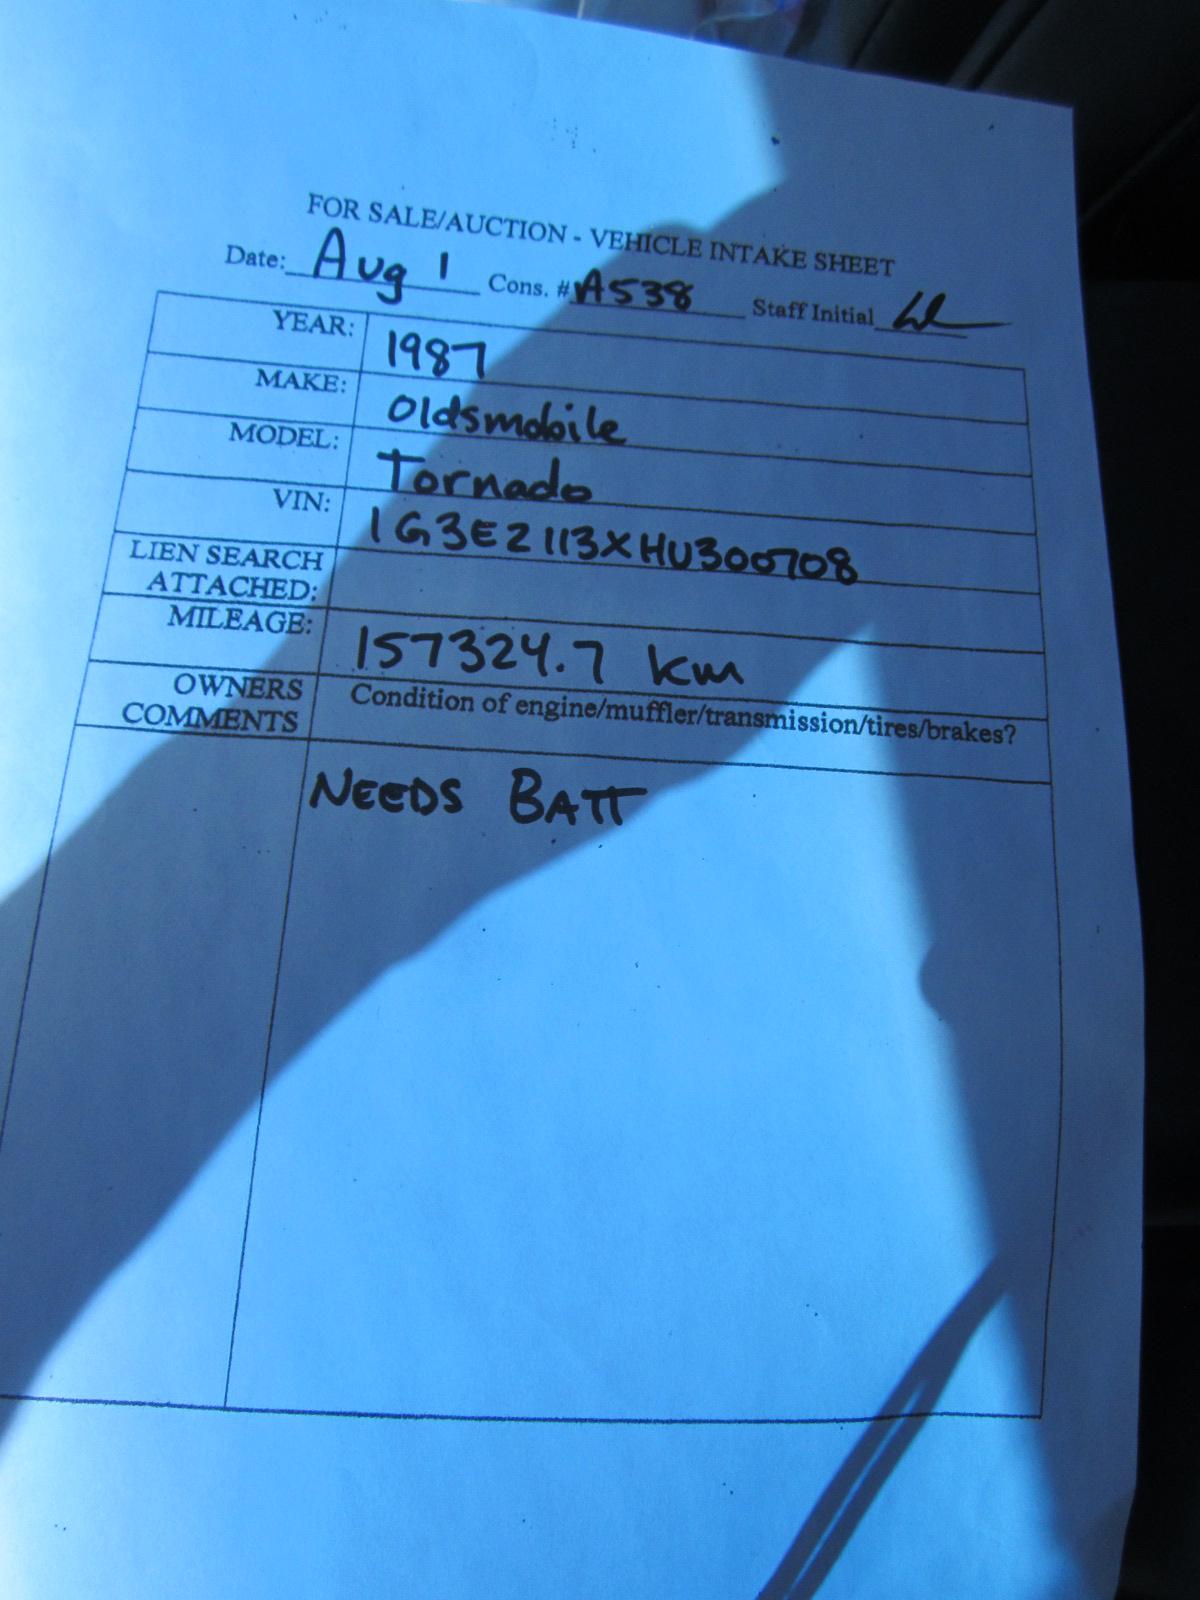 FOR SALE/AUCTION - VEHICLE INTAKE SHEET
Date: Aug 1 Cons. # A538 Staff Initial
YEAR: 1987
MAKE: Oldsmobile
MODEL: Tornado
VIN: 1G3EZ113XHU300708
LIEN SEARCH
ATTACHED:
MILEAGE: 157324.7 km
OWNERS
COMMENTS
Condition of engine/muffler/transmission/tires/brakes?
NEEDS BATT